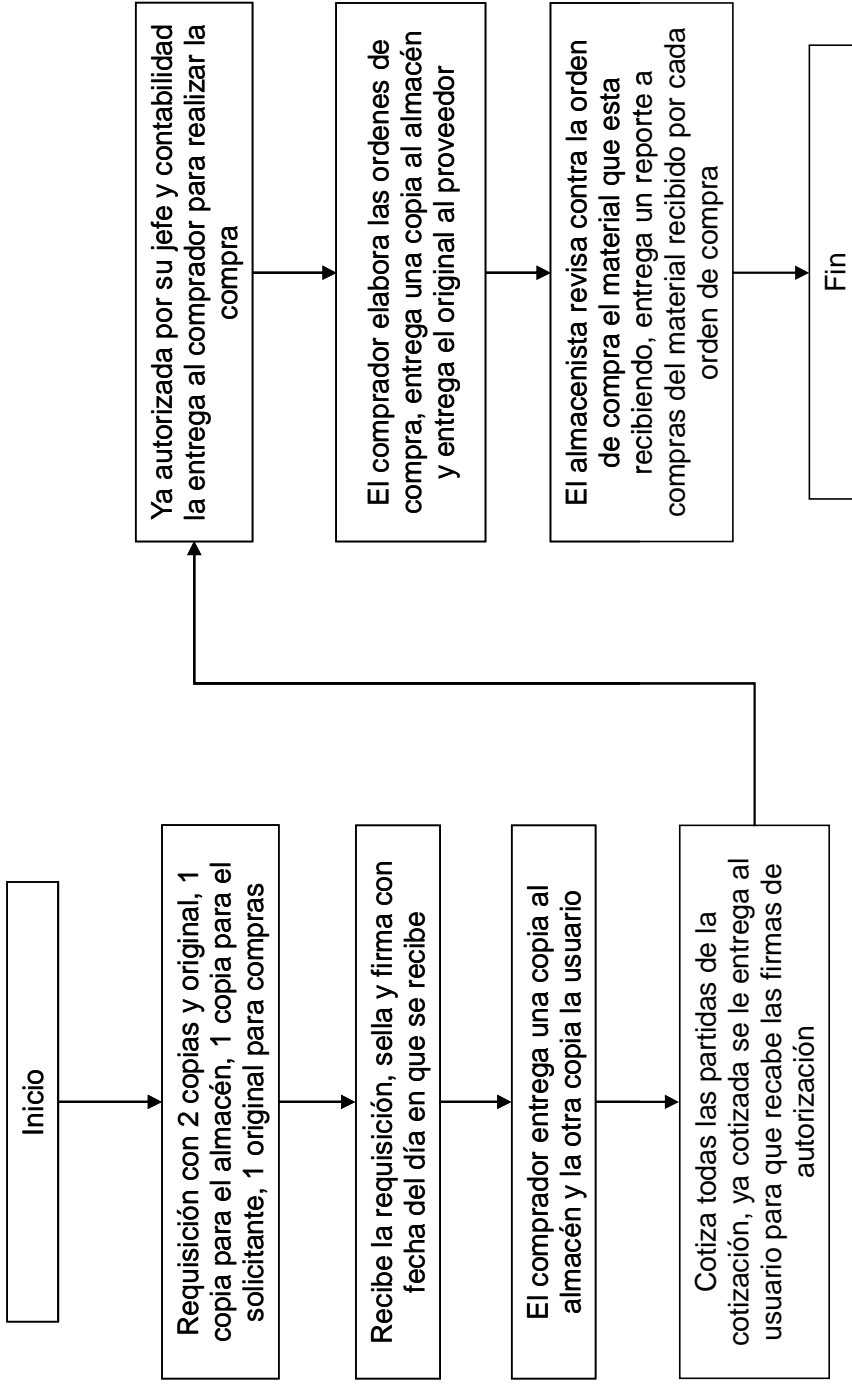 Inicio
Requisición con 2 copias y original, 1
copia para el almacén, 1 copia para el
solicitante, 1 original para compras
Recibe la requisición, sella y firma con
fecha del día en que se recibe
El comprador entrega una copia al
almacén y la otra copia la usuario
Cotiza todas las partidas de la
cotización, ya cotizada se le entrega al
usuario para que recabe las firmas de
autorización
Ya autorizada por su jefe y contabilidad
la entrega al comprador para realizar la
compra
El comprador elabora las ordenes de
compra, entrega una copia al almacén
y entrega el original al proveedor
El almacenista revisa contra la orden
de compra el material que esta
recibiendo, entrega un reporte a
compras del material recibido por cada
orden de compra
Fin